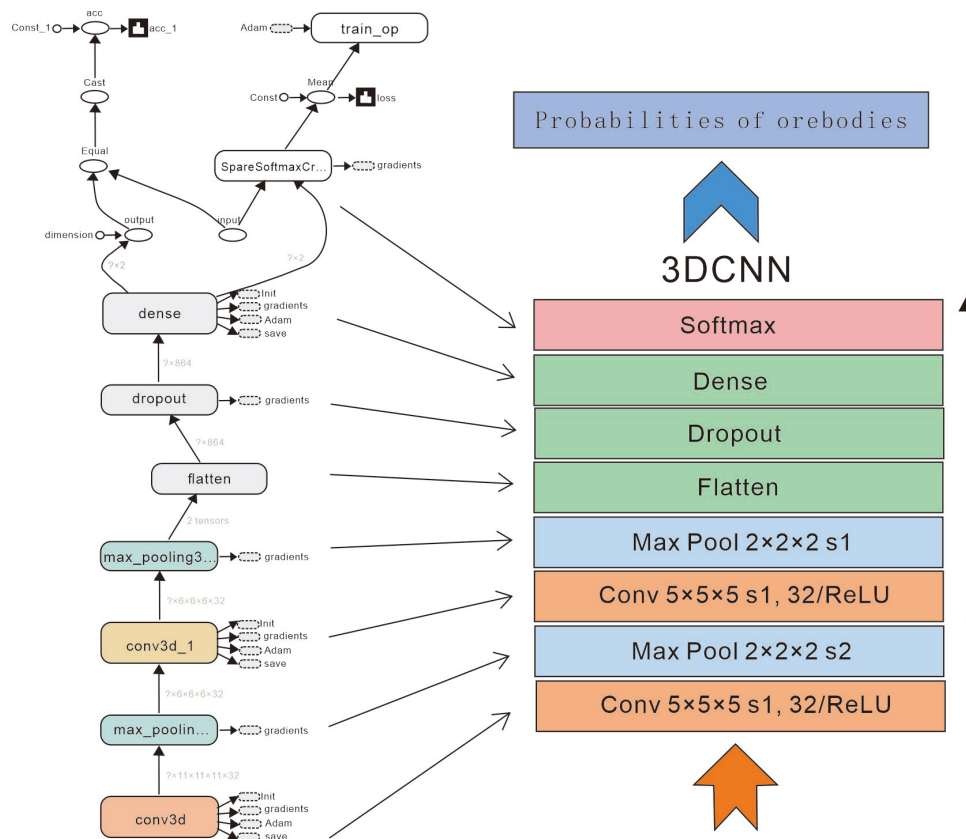 acc
Const_1
acc_1
Cast
Equal
output
dimension
input
?×2
Adam
train_op
Mean
Const
loss
SpareSoftmaxCr...
gradients
?×2
dense
Init
gradients
Adam
save
?×864
dropout
gradients
?×864
flatten
2 tensors
max_pooling3...
gradients
?×6×6×6×32
conv3d_1
Init
gradients
Adam
save
?×6×6×6×32
max_poolin...
gradients
?×11×11×11×32
conv3d
Init
gradients
Adam
save
Probabilities of orebodies
3DCNN
Softmax
Dense
Dropout
Flatten
Max Pool 2×2×2 s1
Conv 5×5×5 s1, 32/ReLU
Max Pool 2×2×2 s2
Conv 5×5×5 s1, 32/ReLU